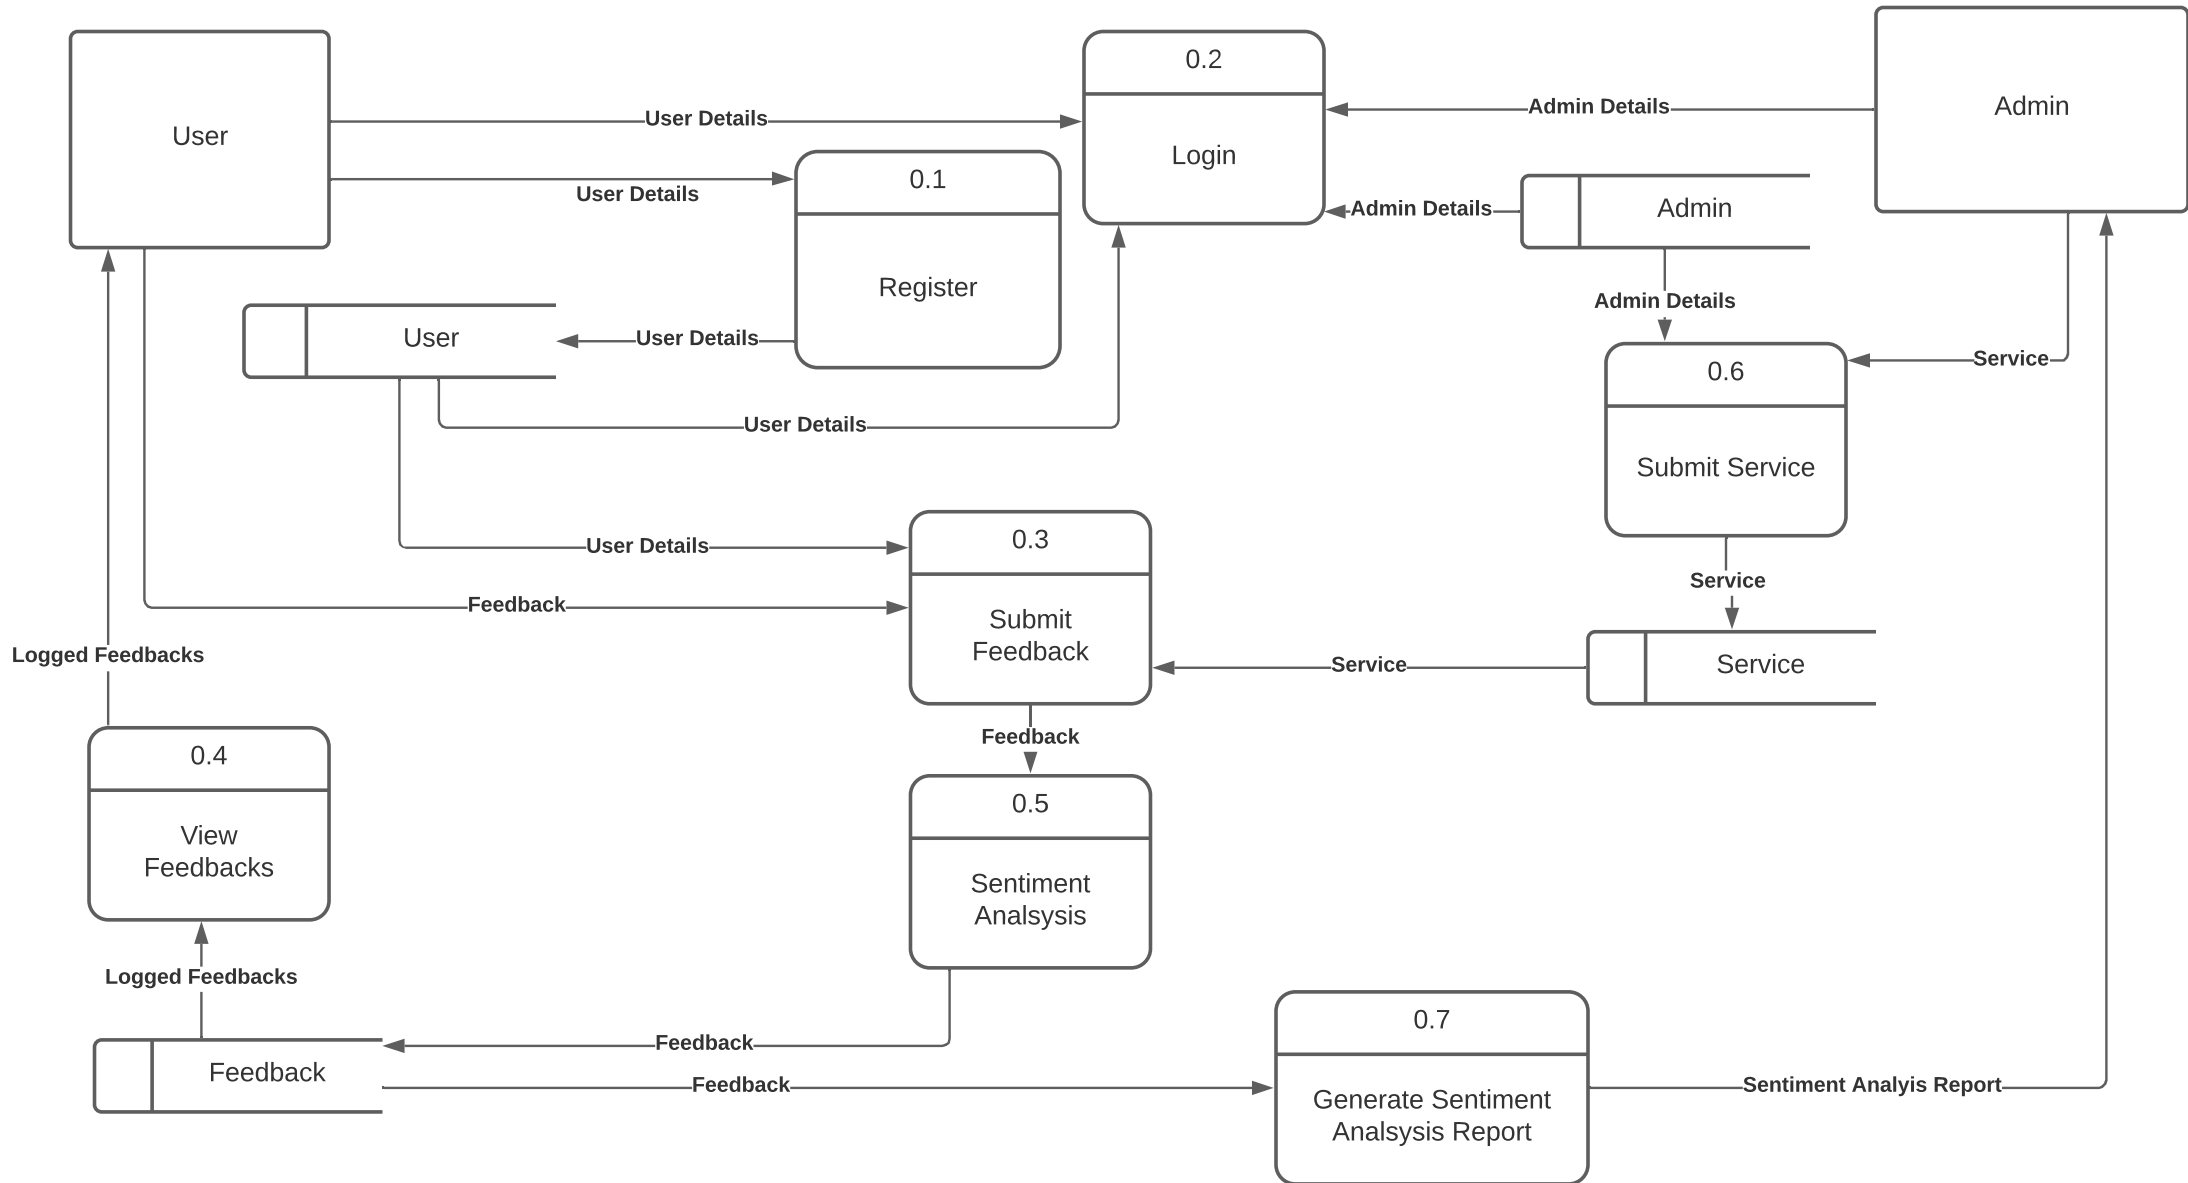 0.2
User
Admin
User Details
Admin Details
Login
0.1
User Details
Admin Details
Admin
Register
Admin Details
User
User Details
Service
0.6
User Details
Submit Service
0.3
User Details
Service
Feedback
Submit
Feedback
Logged Feedbacks
Service
Service
Feedback
0.4
0.5
View
Feedbacks
Sentiment
Analsysis
Logged Feedbacks
0.7
Feedback
Feedback
Feedback
Sentiment Analyis Report
Generate Sentiment
Analsysis Report